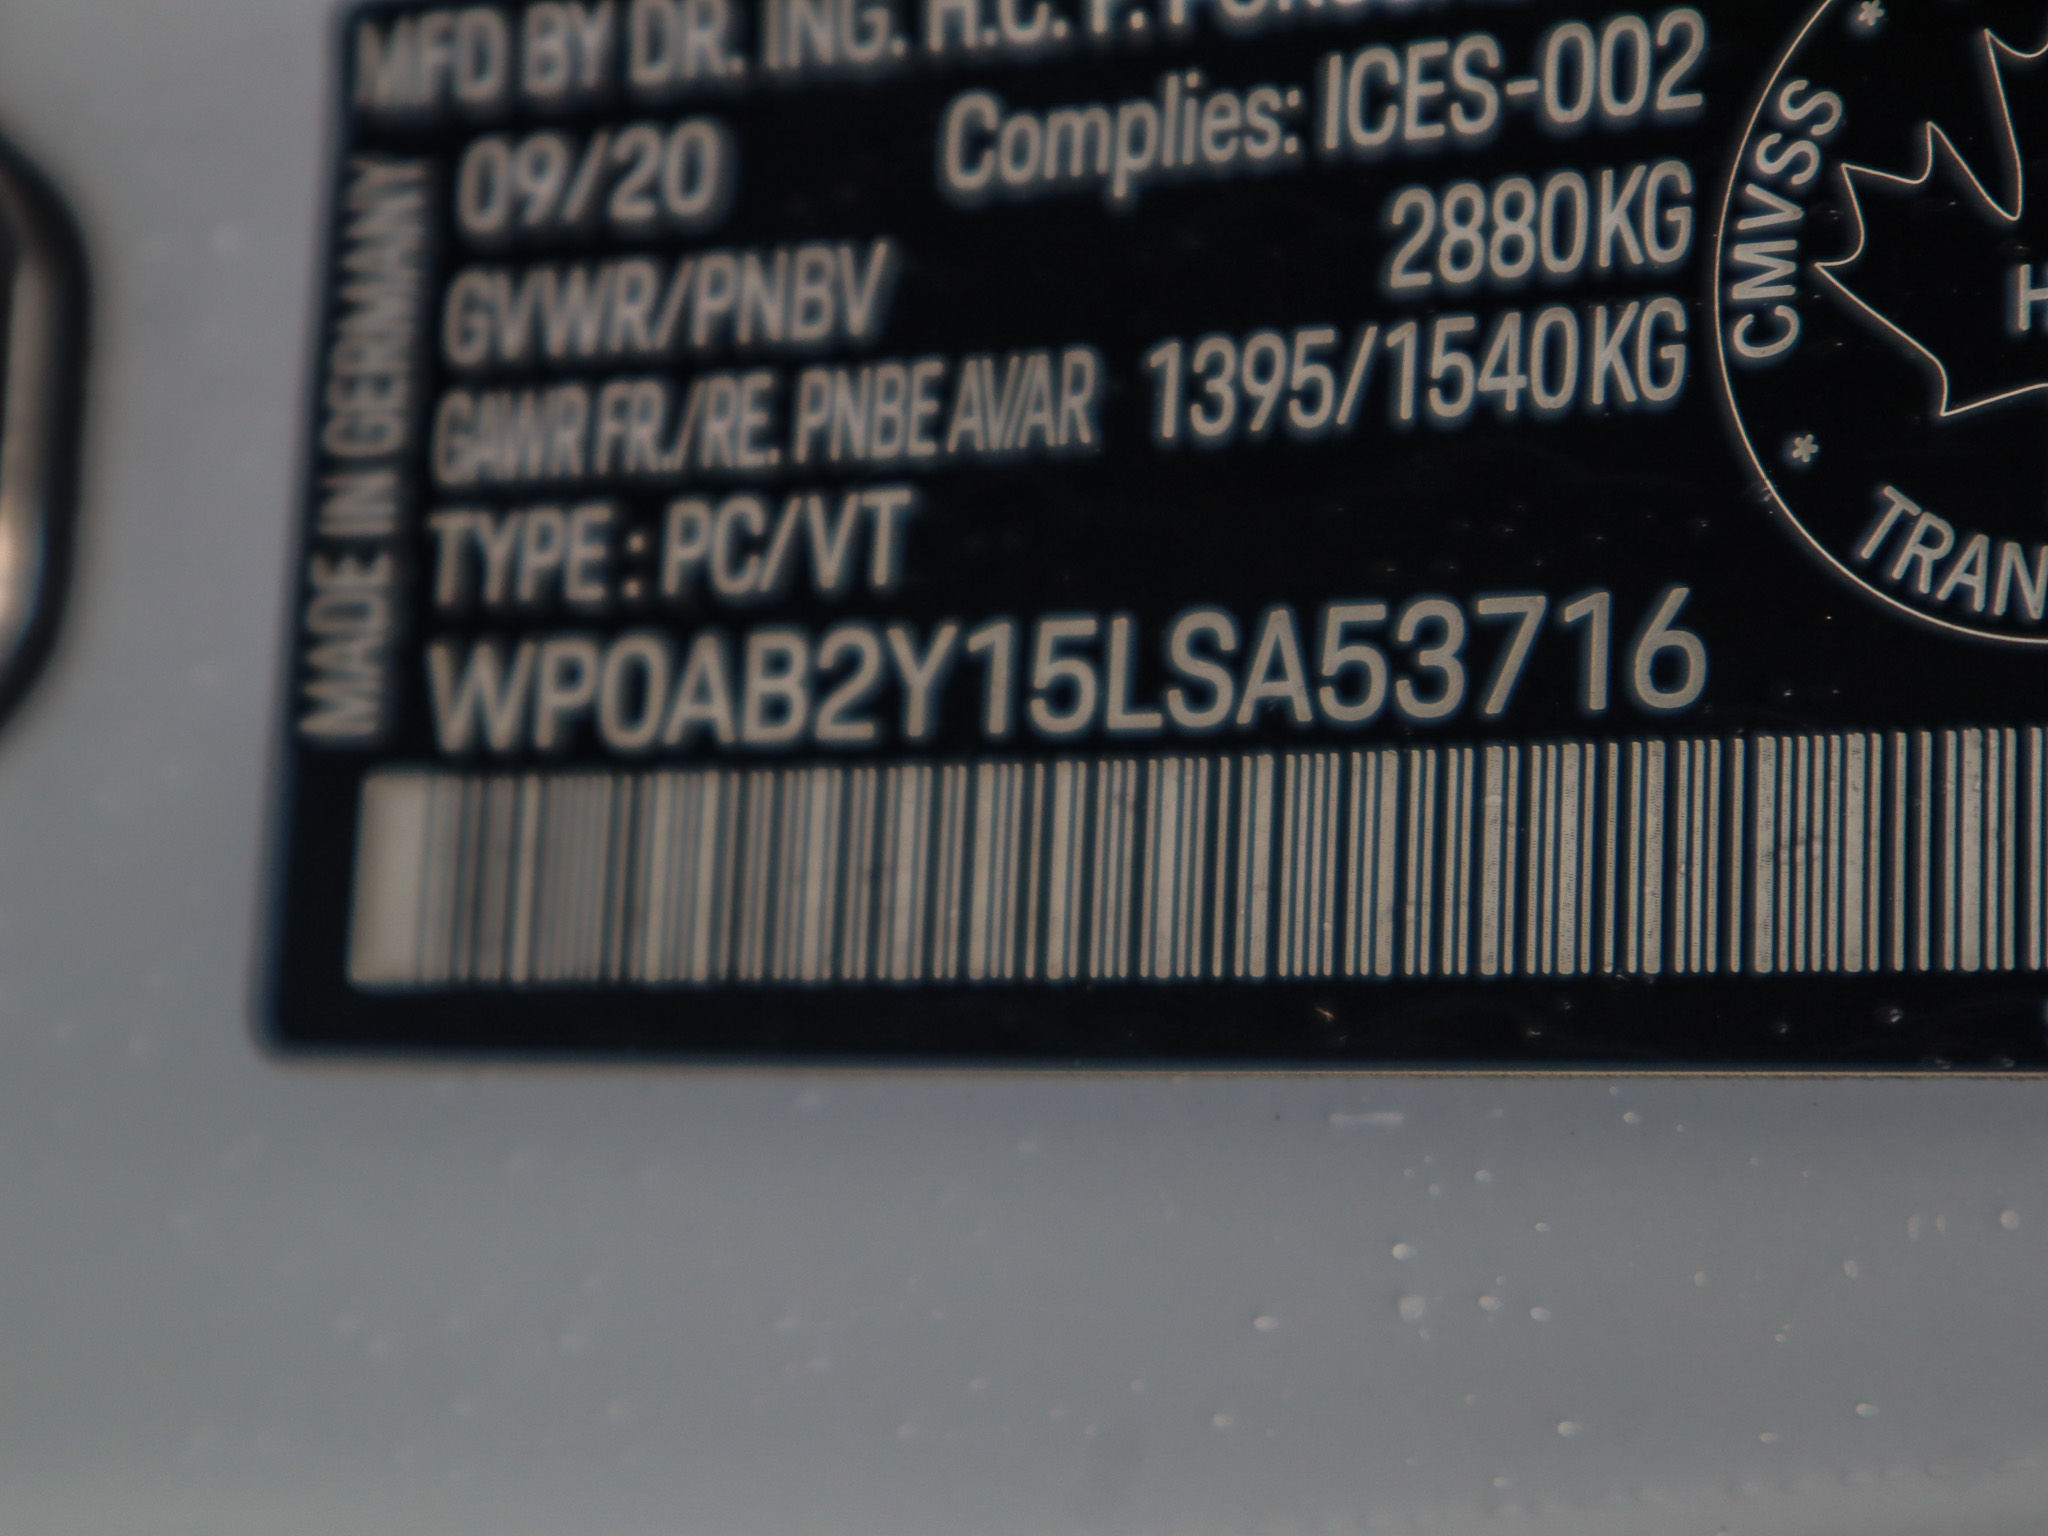 MFD BY DR. ING. H.C. F.
09/20 Complies: ICES-002
GVWR/PNBV 2880KG
GAWR FR./RE. PNBE AV/AR 1395/1540KG
TYPE : PC/VT
WP0AB2Y15LSA53716
MADE IN GERMANY
CMVSS